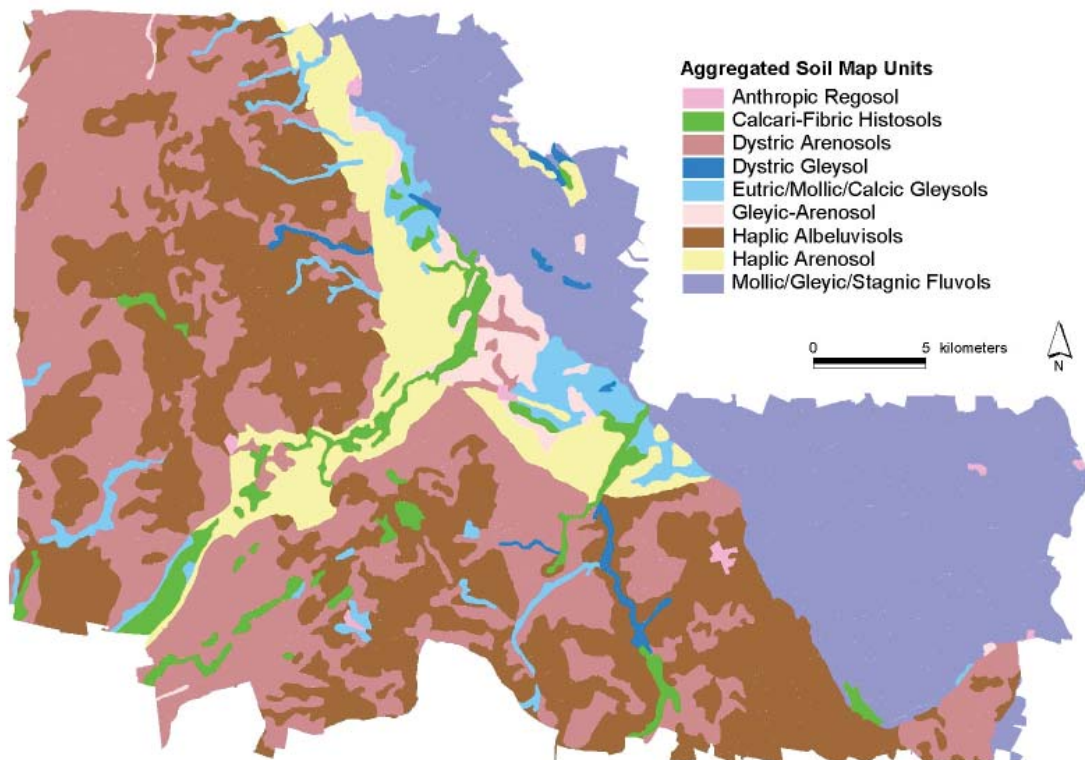 Aggregated Soil Map Units
Anthropic Regosol
Calcari-Fibric Histosols
Dystric Arenosols
Dystric Gleysol
Eutric/Mollic/Calcic Gleysols
Gleyic-Arenosol
Haplic Albeluvisols
Haplic Arenosol
Mollic/Gleyic/Stagnic Fluvols
0 5 kilometers
N